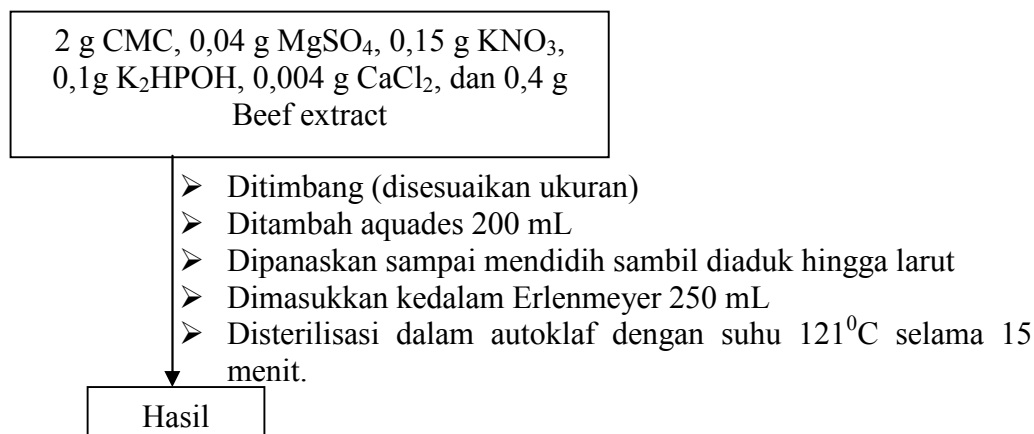 2 g CMC, 0,04 g MgSO₄, 0,15 g KNO₃,
0,1g K₂HPOH, 0,004 g CaCl₂, dan 0,4 g
Beef extract
➢ Ditimbang (disesuaikan ukuran)
➢ Ditambah aquades 200 mL
➢ Dipanaskan sampai mendidih sambil diaduk hingga larut
➢ Dimasukkan kedalam Erlenmeyer 250 mL
➢ Disterilisasi dalam autoklaf dengan suhu 121⁰C selama 15
menit.
Hasil